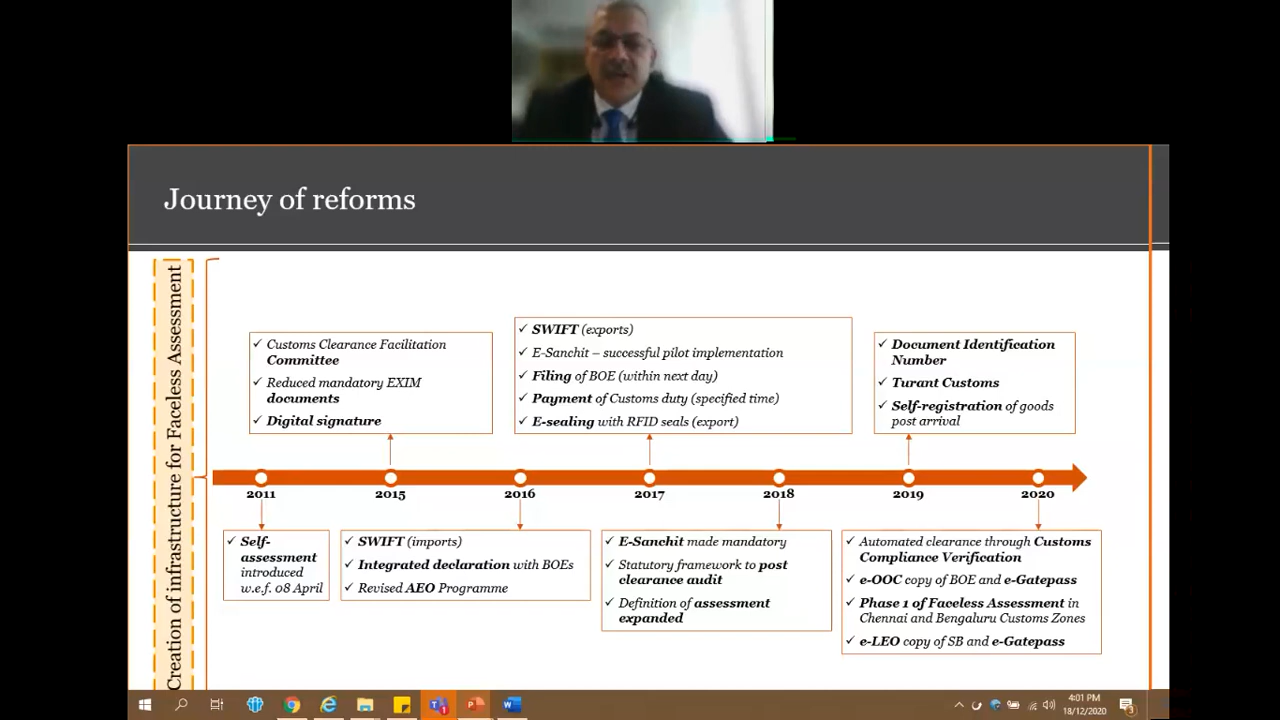 Journey of reforms
Creation of infrastructure for Faceless Assessment
✓ Customs Clearance Facilitation
Committee
✓ Reduced mandatory EXIM
documents
✓ Digital signature
✓ SWIFT (exports)
✓ E-Sanchit – successful pilot implementation
✓ Filing of BOE (within next day)
✓ Payment of Customs duty (specified time)
✓ E-sealing with RFID seals (export)
✓ Document Identification
Number
✓ Turant Customs
✓ Self-registration of goods
post arrival
2011 2015 2016 2017 2018 2019 2020
✓ Self-
assessment
introduced
w.e.f. 08 April
✓ SWIFT (imports)
✓ Integrated declaration with BOEs
✓ Revised AEO Programme
✓ E-Sanchit made mandatory
✓ Statutory framework to post
clearance audit
✓ Definition of assessment
expanded
✓ Automated clearance through Customs
Compliance Verification
✓ e-OOC copy of BOE and e-Gatepass
✓ Phase 1 of Faceless Assessment in
Chennai and Bengaluru Customs Zones
✓ e-LEO copy of SB and e-Gatepass
4:01 PM
18/12/2020